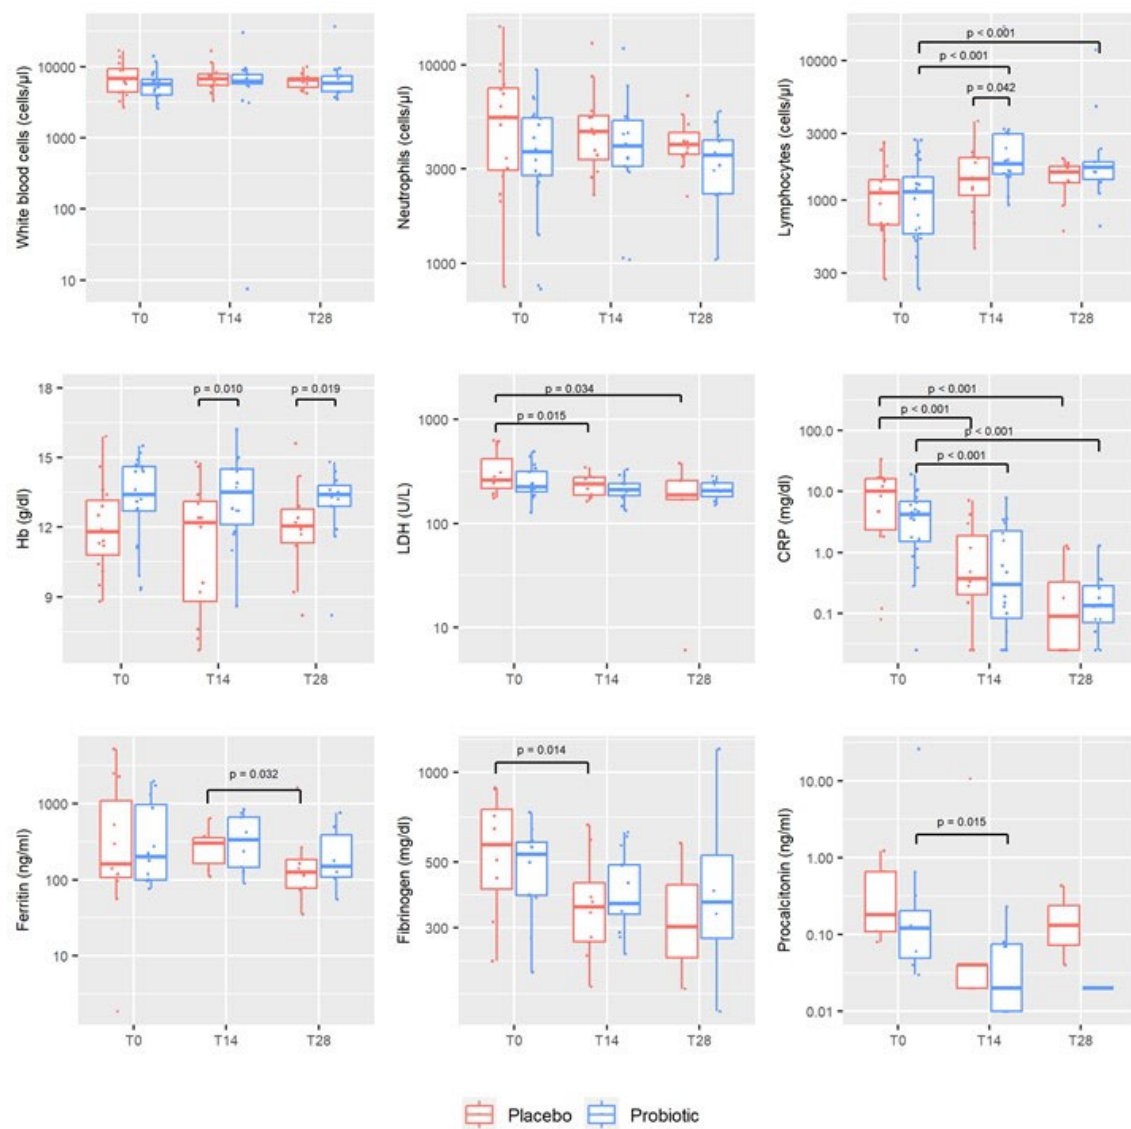 White blood cells (cells/µl)
10000
1000
100
10
T0 T14 T28
Neutrophils (cells/µl)
10000
3000
1000
T0 T14 T28
Lymphocytes (cells/µl)
10000
3000
1000
300
p < 0.001
p < 0.001
p = 0.042
T0 T14 T28
Hb (g/dl)
18
15
12
9
p = 0.010 p = 0.019
T0 T14 T28
LDH (U/L)
1000
100
10
p = 0.034
p = 0.015
T0 T14 T28
CRP (mg/dl)
100.0
10.0
1.0
0.1
p < 0.001
p < 0.001
p < 0.001
p < 0.001
T0 T14 T28
Ferritin (ng/ml)
1000
100
10
p = 0.032
T0 T14 T28
Fibrinogen (mg/dl)
1000
500
300
p = 0.014
T0 T14 T28
Procalcitonin (ng/ml)
10.00
1.00
0.10
0.01
p = 0.015
T0 T14 T28
Placebo Probiotic